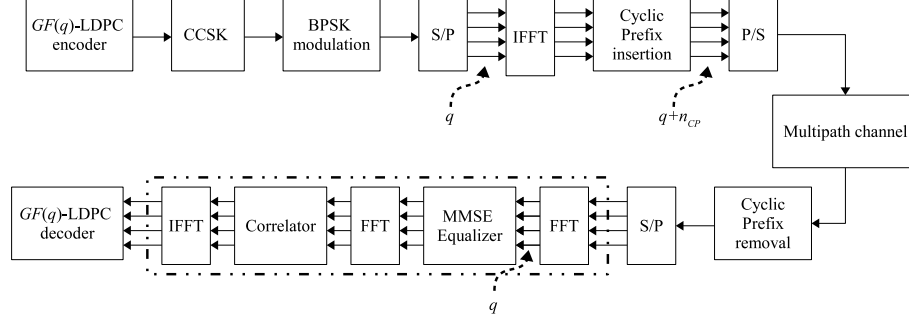 GF(q)-LDPC
encoder
CCSK
BPSK
modulation
S/P
IFFT
Cyclic
Prefix
insertion
P/S
q
q+n_CP
Multipath channel
GF(q)-LDPC
decoder
IFFT
Correlator
FFT
MMSE
Equalizer
FFT
S/P
Cyclic
Prefix
removal
q